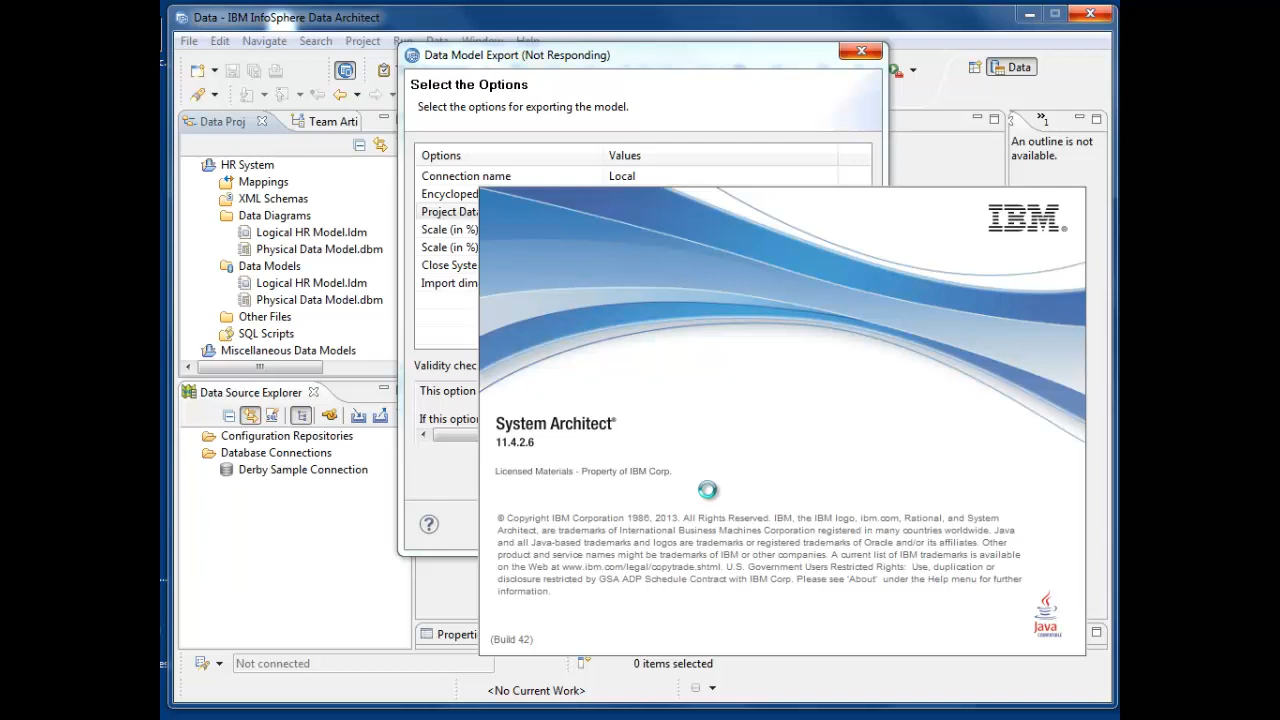 Data - IBM InfoSphere Data Architect
File Edit Navigate Search Project Run Data Window Help
Data Model Export (Not Responding)
Select the Options
Select the options for exporting the model.
Data
Data Proj
Team Arti
1
An outline is not
available.
Options Values
Connection name Local
Encycloped
Project Data
Scale (in %)
Scale (in %)
Close Syste
Import dim
Validity chec
This option
If this option
HR System
Mappings
XML Schemas
Data Diagrams
Logical HR Model.ldm
Physical Data Model.dbm
Data Models
Logical HR Model.ldm
Physical Data Model.dbm
Other Files
SQL Scripts
Miscellaneous Data Models
Data Source Explorer
Configuration Repositories
Database Connections
Derby Sample Connection
IBM®
System Architect®
11.4.2.6
Licensed Materials - Property of IBM Corp.
© Copyright IBM Corporation 1986, 2013. All Rights Reserved. IBM, the IBM logo, ibm.com, Rational, and System
Architect, are trademarks of International Business Machines Corporation registered in many countries worldwide. Java
and all Java-based trademarks and logos are trademarks or registered trademarks of Oracle and/or its affiliates. Other
product and service names might be trademarks of IBM or other companies. A current list of IBM trademarks is available
on the Web at www.ibm.com/legal/copytrade.shtml. U.S. Government Users Restricted Rights: Use, duplication or
disclosure restricted by GSA ADP Schedule Contract with IBM Corp. Please see 'About' under the Help menu for further
information.
Java
COMPATIBLE
(Build 42)
Properti
Not connected
0 items selected
<No Current Work>